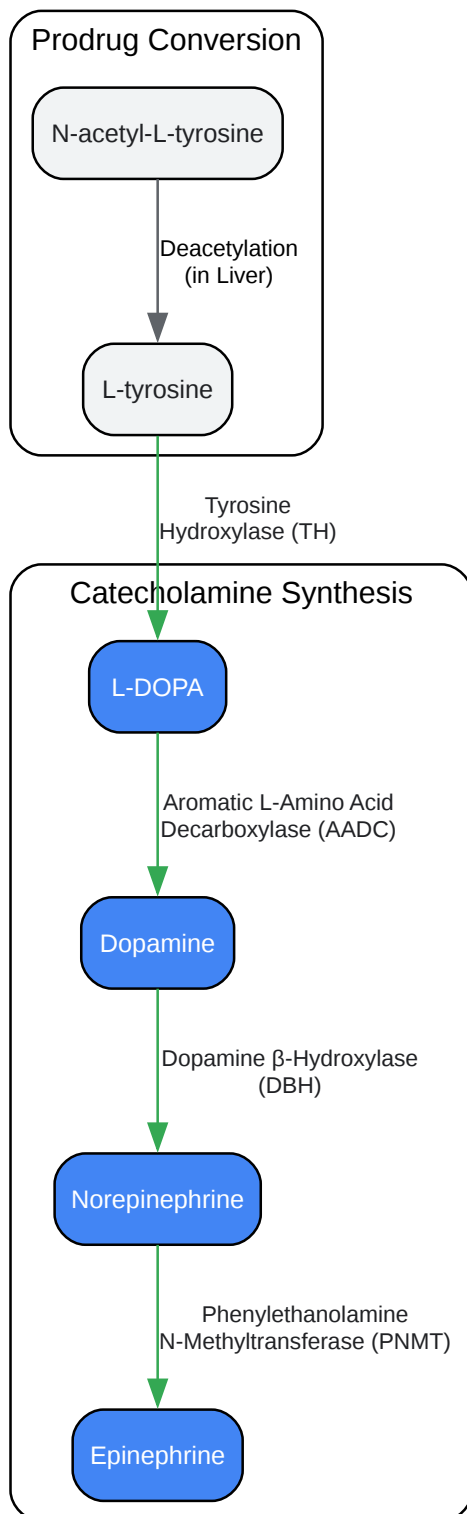 Prodrug Conversion
N-acetyl-L-tyrosine
Deacetylation
(in Liver)
L-tyrosine
Tyrosine
Hydroxylase (TH)
Catecholamine Synthesis
L-DOPA
Aromatic L-Amino Acid
Decarboxylase (AADC)
Dopamine
Dopamine β-Hydroxylase
(DBH)
Norepinephrine
Phenylethanolamine
N-Methyltransferase (PNMT)
Epinephrine